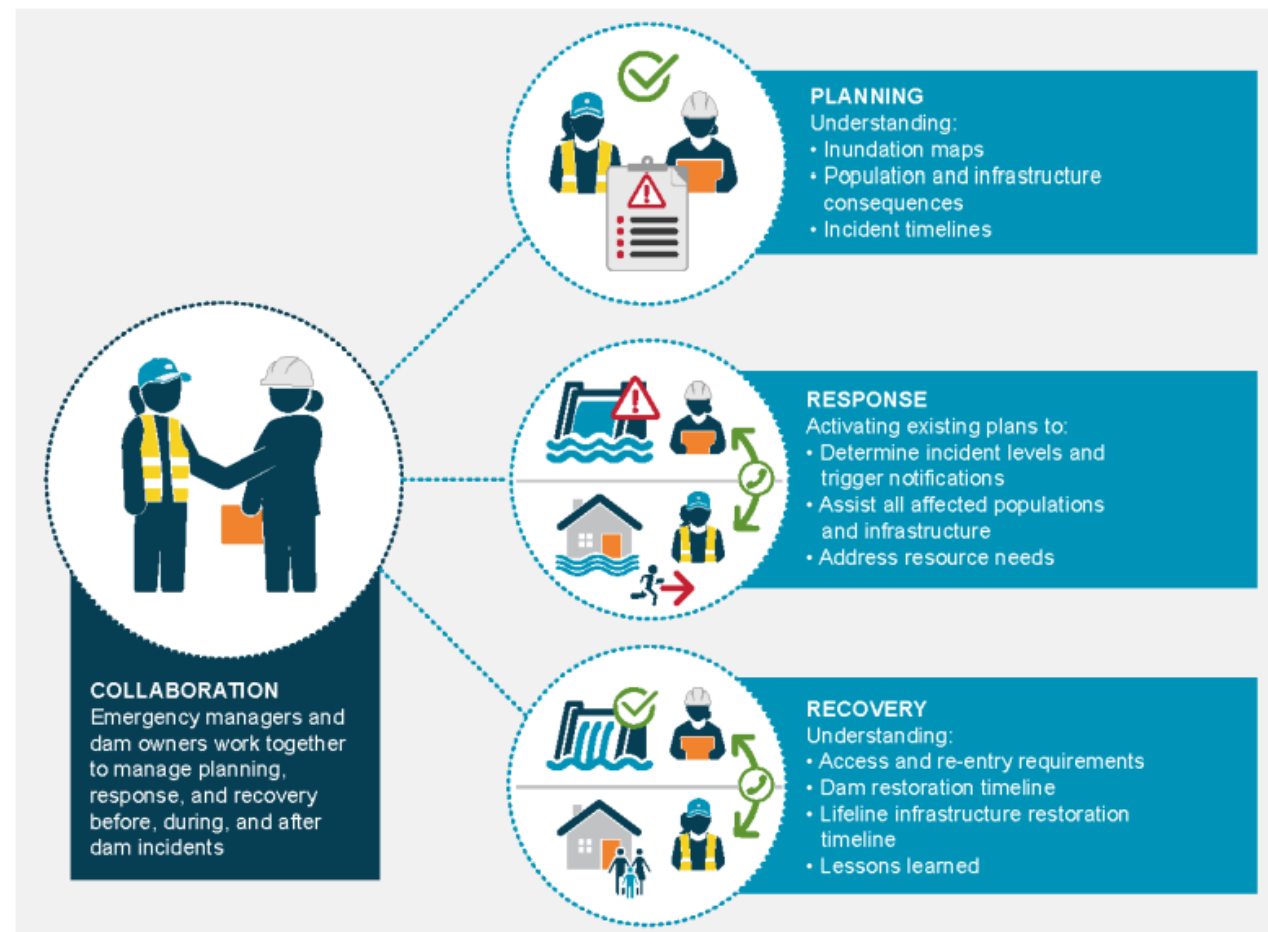 PLANNING
Understanding:
• Inundation maps
• Population and infrastructure
consequences
• Incident timelines
RESPONSE
Activating existing plans to:
• Determine incident levels and
trigger notifications
• Assist all affected populations
and infrastructure
• Address resource needs
COLLABORATION
Emergency managers and
dam owners work together
to manage planning,
response, and recovery
before, during, and after
dam incidents
RECOVERY
Understanding:
• Access and re-entry requirements
• Dam restoration timeline
• Lifeline infrastructure restoration
timeline
• Lessons learned